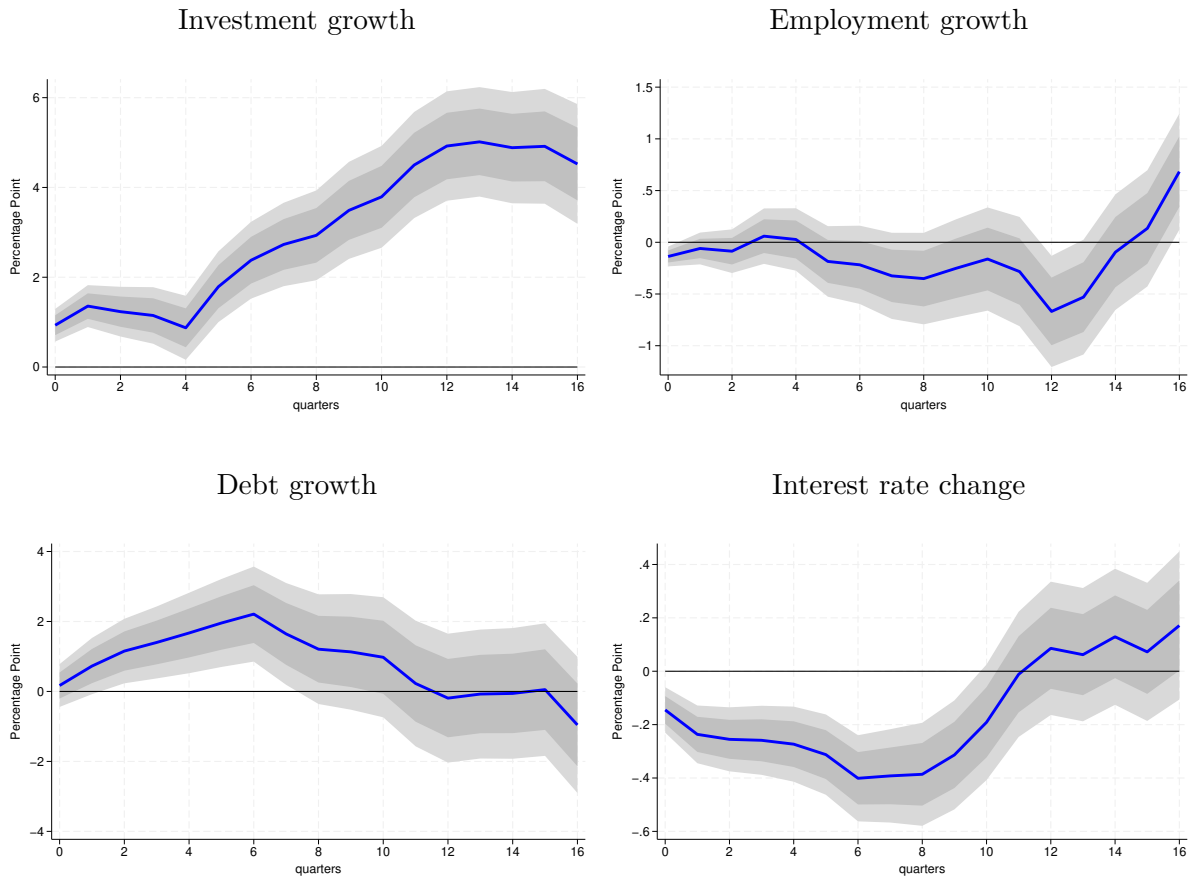 Investment growth
Percentage Point
6
4
2
0
0 2 4 6 8 10 12 14 16
quarters
Employment growth
Percentage Point
1.5
1
.5
0
−.5
−1
0 2 4 6 8 10 12 14 16
quarters
Debt growth
Percentage Point
4
2
0
−2
−4
0 2 4 6 8 10 12 14 16
quarters
Interest rate change
Percentage Point
.4
.2
0
−.2
−.4
−.6
0 2 4 6 8 10 12 14 16
quarters